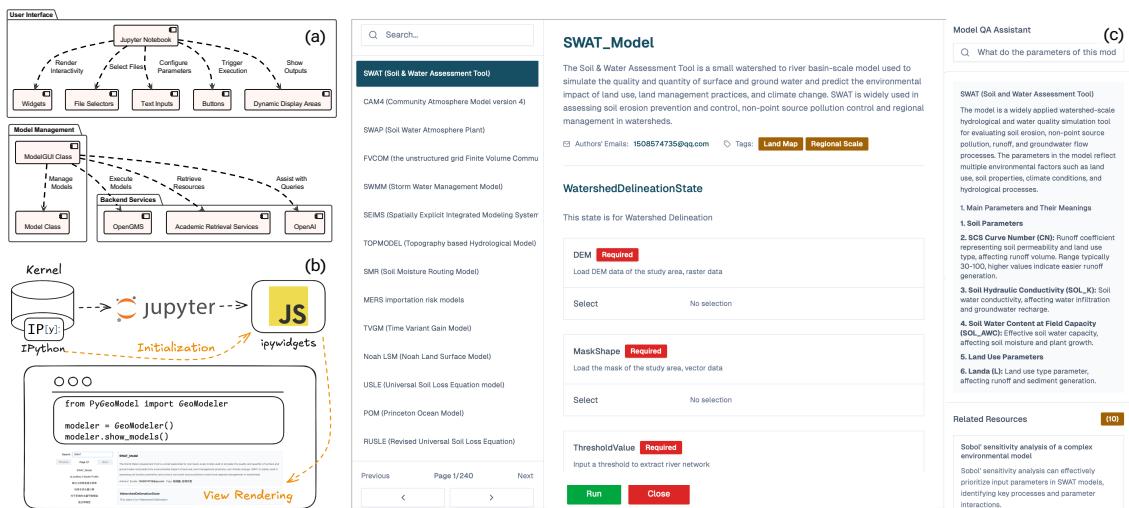 User Interface
(a)
Jupyter Notebook
Render
Interactivity
Select Files
Configure
Parameters
Trigger
Execution
Show
Outputs
Widgets
File Selectors
Text Inputs
Buttons
Dynamic Display Areas
Model Management
ModelGUI Class
Manage
Models
Execute
Models
Retrieve
Resources
Assist with
Queries
Backend Services
Model Class
OpenGMS
Academic Retrieval Services
OpenAI
(b)
Kernel
IP[y]:
IPython
jupyter
JS
ipywidgets
Initialization
from PyGeoModel import GeoModeler
modeler = GeoModeler()
modeler.show_models()
Search
SWAT
SWAT_Model
WatershedDelineationState
View Rendering
Search...
SWAT (Soil & Water Assessment Tool)
CAM4 (Community Atmosphere Model version 4)
SWAP (Soil Water Atmosphere Plant)
FVCOM (the unstructured grid Finite Volume Commu
SWMM (Storm Water Management Model)
SEIMS (Spatially Explicit Integrated Modeling System
TOPMODEL (Topography based Hydrological Model)
SMR (Soil Moisture Routing Model)
MERS importation risk models
TVGM (Time Variant Gain Model)
Noah LSM (Noah Land Surface Model)
USLE (Universal Soil Loss Equation model)
POM (Princeton Ocean Model)
RUSLE (Revised Universal Soil Loss Equation)
Previous
Page 1/240
Next
SWAT_Model
The Soil & Water Assessment Tool is a small watershed to river basin-scale model used to
simulate the quality and quantity of surface and ground water and predict the environmental
impact of land use, land management practices, and climate change. SWAT is widely used in
assessing soil erosion prevention and control, non-point source pollution control and regional
management in watersheds.
Authors' Emails: 1508574735@qq.com
Tags: Land Map Regional Scale
WatershedDelineationState
This state is for Watershed Delineation
DEM Required
Load DEM data of the study area, raster data
Select No selection
MaskShape Required
Load the mask of the study area, vector data
Select No selection
ThresholdValue Required
Input a threshold to extract river network
Run
Close
Model QA Assistant
(c)
What do the parameters of this mod
SWAT (Soil and Water Assessment Tool)
The model is a widely applied watershed-scale
hydrological and water quality simulation tool
for evaluating soil erosion, non-point source
pollution, runoff, and groundwater flow
processes. The parameters in the model reflect
multiple environmental factors such as land
use, soil properties, climate conditions, and
hydrological processes.
1. Main Parameters and Their Meanings
1. Soil Parameters
2. SCS Curve Number (CN): Runoff coefficient
representing soil permeability and land use
type, affecting runoff volume. Range typically
30-100, higher values indicate easier runoff
generation.
3. Soil Hydraulic Conductivity (SOL_K): Soil
water conductivity, affecting water infiltration
and groundwater recharge.
4. Soil Water Content at Field Capacity
(SOL_AWC): Effective soil water capacity,
affecting soil moisture and plant growth.
5. Land Use Parameters
6. Landa (L): Land use type parameter,
affecting runoff and sediment generation.
Related Resources
(10)
Sobol' sensitivity analysis of a complex
environmental model
Sobol' sensitivity analysis can effectively
prioritize input parameters in SWAT models,
identifying key processes and parameter
interactions.